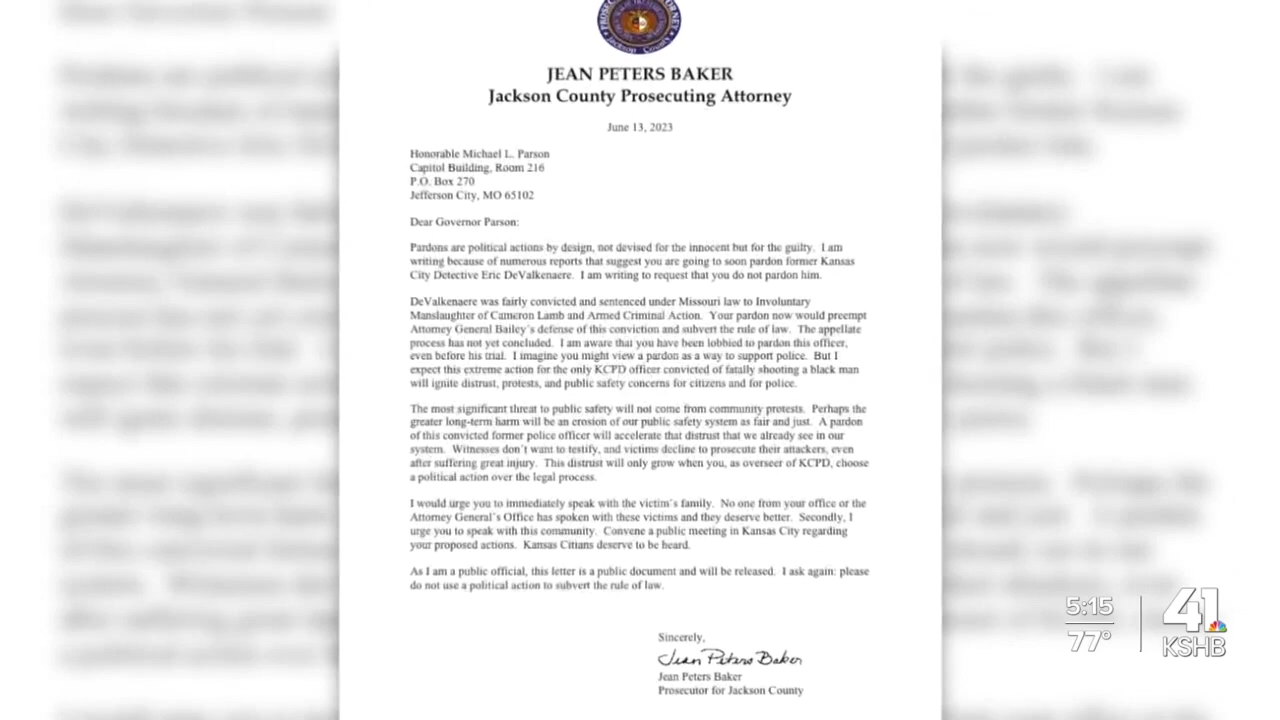 JEAN PETERS BAKER
Jackson County Prosecuting Attorney
June 13, 2023
Honorable Michael L. Parson
Capitol Building, Room 216
P.O. Box 270
Jefferson City, MO 65102
Dear Governor Parson:
Pardons are political actions by design, not devised for the innocent but for the guilty. I am
writing because of numerous reports that suggest you are going to soon pardon former Kansas
City Detective Eric DeValkenaere. I am writing to request that you do not pardon him.
DeValkenaere was fairly convicted and sentenced under Missouri law to Involuntary
Manslaughter of Cameron Lamb and Armed Criminal Action. Your pardon now would preempt
Attorney General Bailey's defense of this conviction and subvert the rule of law. The appellate
process has not yet concluded. I am aware that you have been lobbied to pardon this officer,
even before his trial. I imagine you might view a pardon as a way to support police. But I
expect this extreme action for the only KCPD officer convicted of fatally shooting a black man
will ignite distrust, protests, and public safety concerns for citizens and for police.
The most significant threat to public safety will not come from community protests. Perhaps the
greater long-term harm will be an erosion of our public safety system as fair and just. A pardon
of this convicted former police officer will accelerate that distrust that we already see in our
system. Witnesses don't want to testify, and victims decline to prosecute their attackers, even
after suffering great injury. This distrust will only grow when you, as overseer of KCPD, choose
a political action over the legal process.
I would urge you to immediately speak with the victim's family. No one from your office or the
Attorney General's Office has spoken with these victims and they deserve better. Secondly, I
urge you to speak with this community. Convene a public meeting in Kansas City regarding
your proposed actions. Kansas Citians deserve to be heard.
As I am a public official, this letter is a public document and will be released. I ask again: please
do not use a political action to subvert the rule of law.
Sincerely,
Jean Peters Baker
Jean Peters Baker
Prosecutor for Jackson County
5:15
77°
41
KSHB